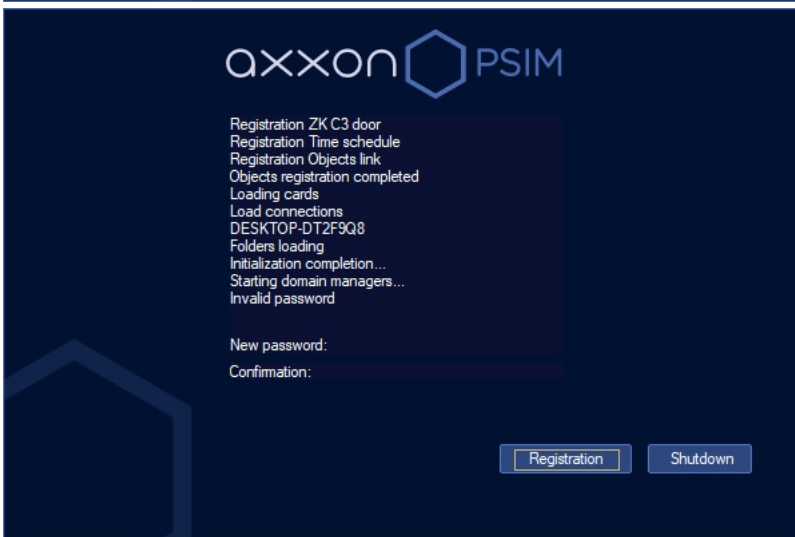 axxon PSIM
Registration ZK C3 door
Registration Time schedule
Registration Objects link
Objects registration completed
Loading cards
Load connections
DESKTOP-DT2F9Q8
Folders loading
Initialization completion...
Starting domain managers...
Invalid password
New password:
Confirmation:
Registration Shutdown